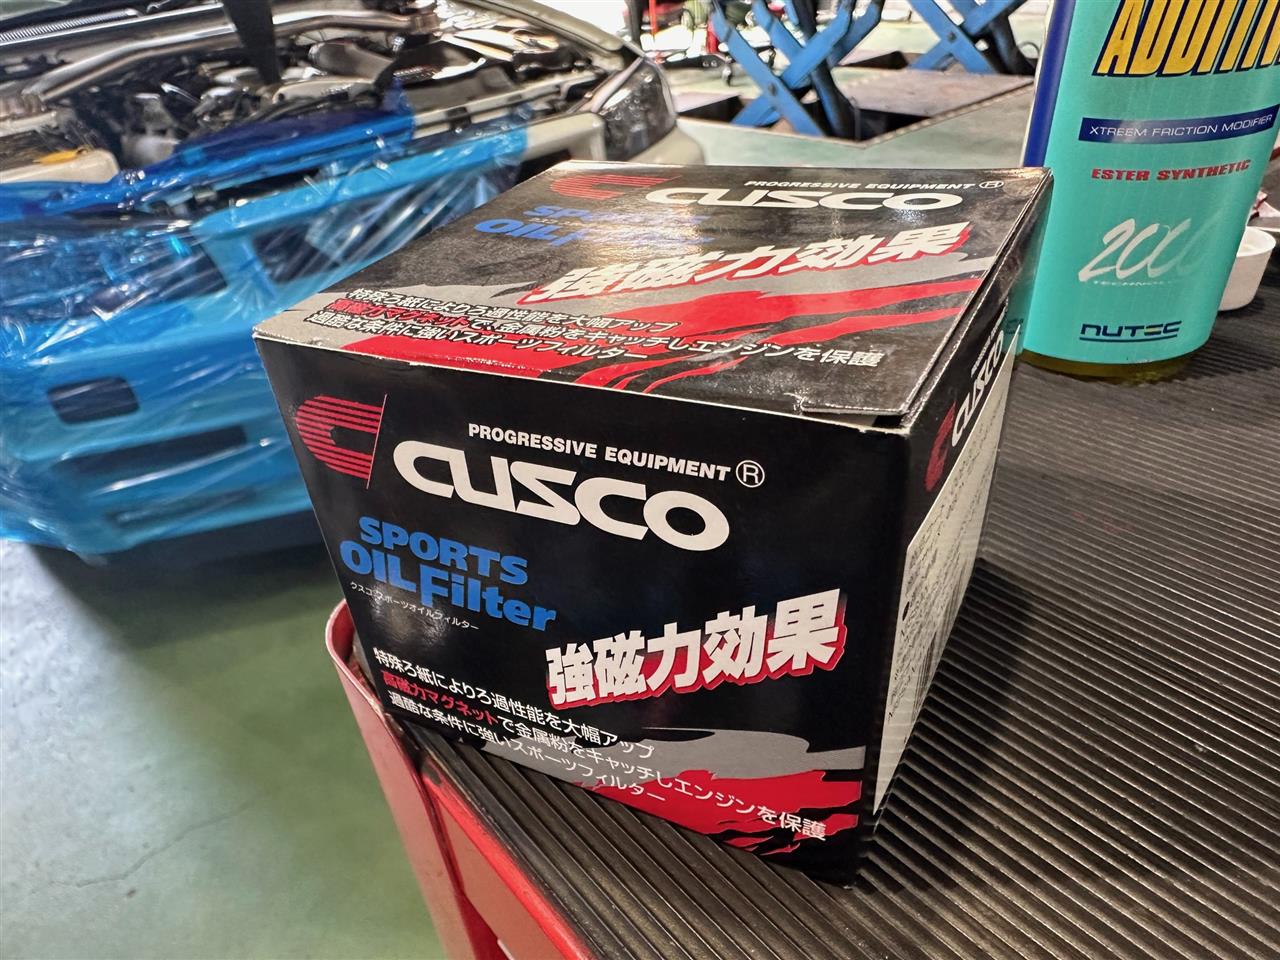 PROGRESSIVE EQUIPMENT®
CUSCO
SPORTS
OIL Filter
強磁力効果
特殊ろ紙によりろ過性能を大幅アップ
高磁力マグネットで、金属粉をキャッチしエンジンを保護
過酷な条件に強いスポーツフィルター
PROGRESSIVE EQUIPMENT®
CUSCO
SPORTS
OIL Filter
クスコ スポーツオイルフィルター
強磁力効果
特殊ろ紙によりろ過性能を大幅アップ
高磁力マグネットで金属粉をキャッチしエンジンを保護
過酷な条件に強いスポーツフィルター
CUSCO
XTREEM FRICTION MODIFIER
ESTER SYNTHETIC
2000
NUTEC